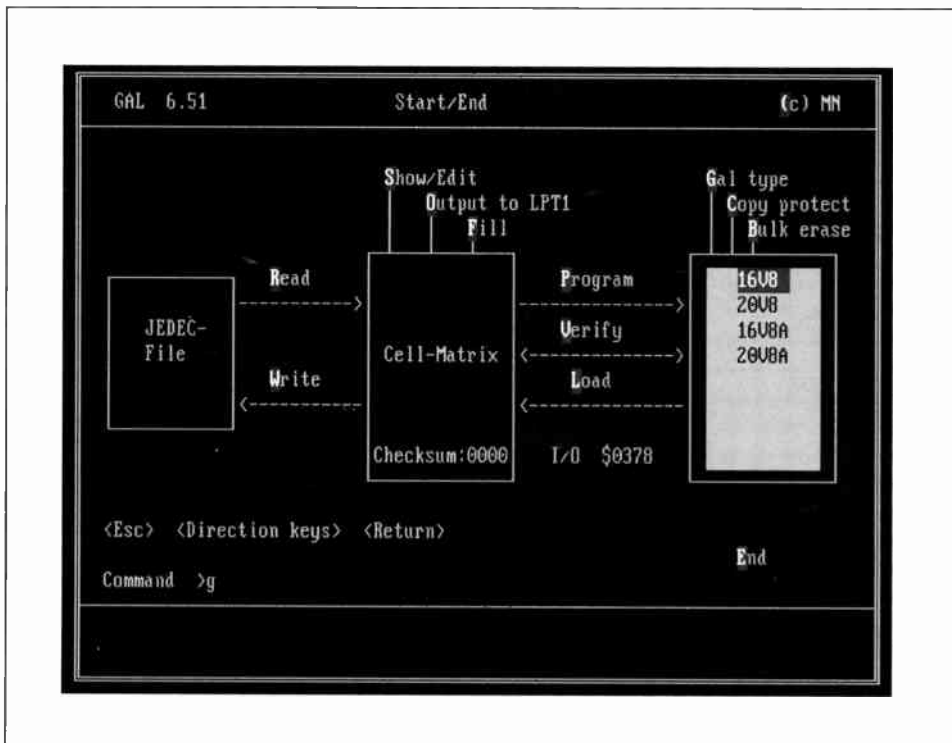 GAL 6.51 Start/End (c) MN
Show/Edit
Output to LPT1
Fill
Gal type
Copy protect
Bulk erase
Read
JEDEC-
File
Write
Cell-Matrix
Checksum:0000
Program
Verify
Load
I/O $0378
16V8
20V8
16V8A
20V8A
<Esc> <Direction keys> <Return>
End
Command >g